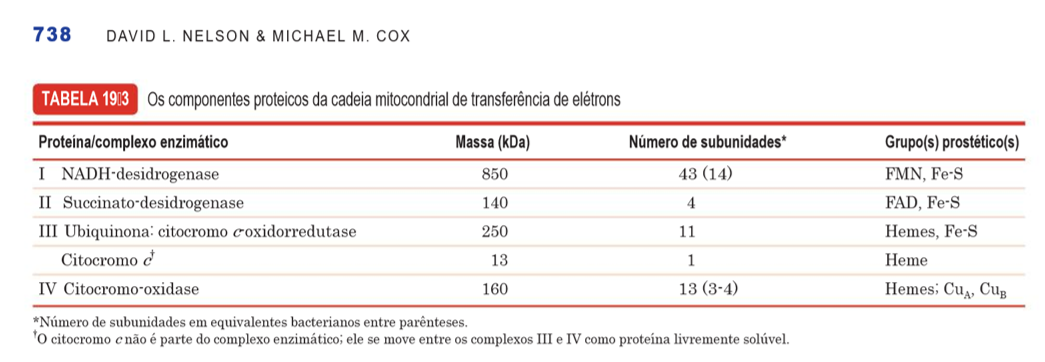 738 DAVID L. NELSON & MICHAEL M. COX
TABELA 19▯3 Os componentes proteicos da cadeia mitocondrial de transferência de elétrons
Proteína/complexo enzimático Massa (kDa) Número de subunidades* Grupo(s) prostético(s)
I NADH-desidrogenase 850 43 (14) FMN, Fe-S
II Succinato-desidrogenase 140 4 FAD, Fe-S
III Ubiquinona: citocromo c-oxidorredutase 250 11 Hemes, Fe-S
Citocromo c† 13 1 Heme
IV Citocromo-oxidase 160 13 (3-4) Hemes; CuA, CuB
*Número de subunidades em equivalentes bacterianos entre parênteses.
†O citocromo c não é parte do complexo enzimático; ele se move entre os complexos III e IV como proteína livremente solúvel.